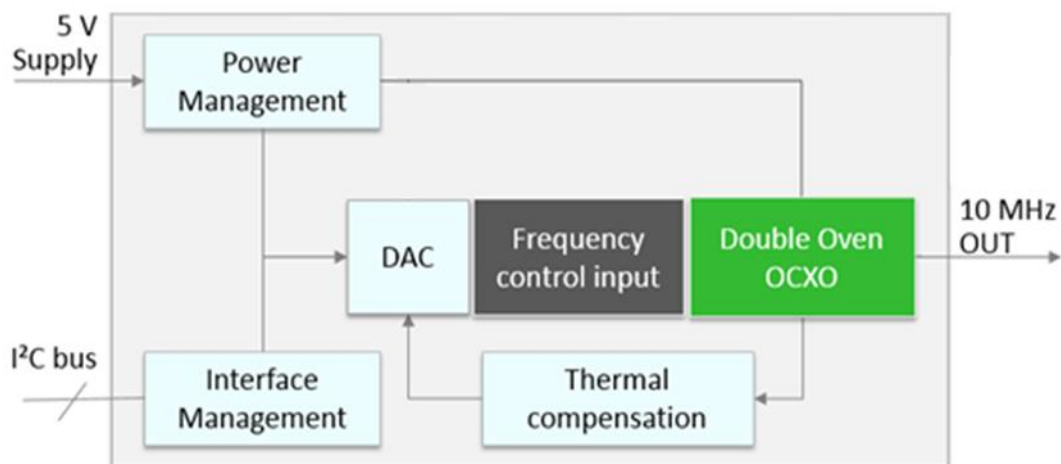 5 V
Supply
Power
Management
DAC
Frequency
control input
Double Oven
OCXO
10 MHz
OUT
I²C bus
Interface
Management
Thermal
compensation